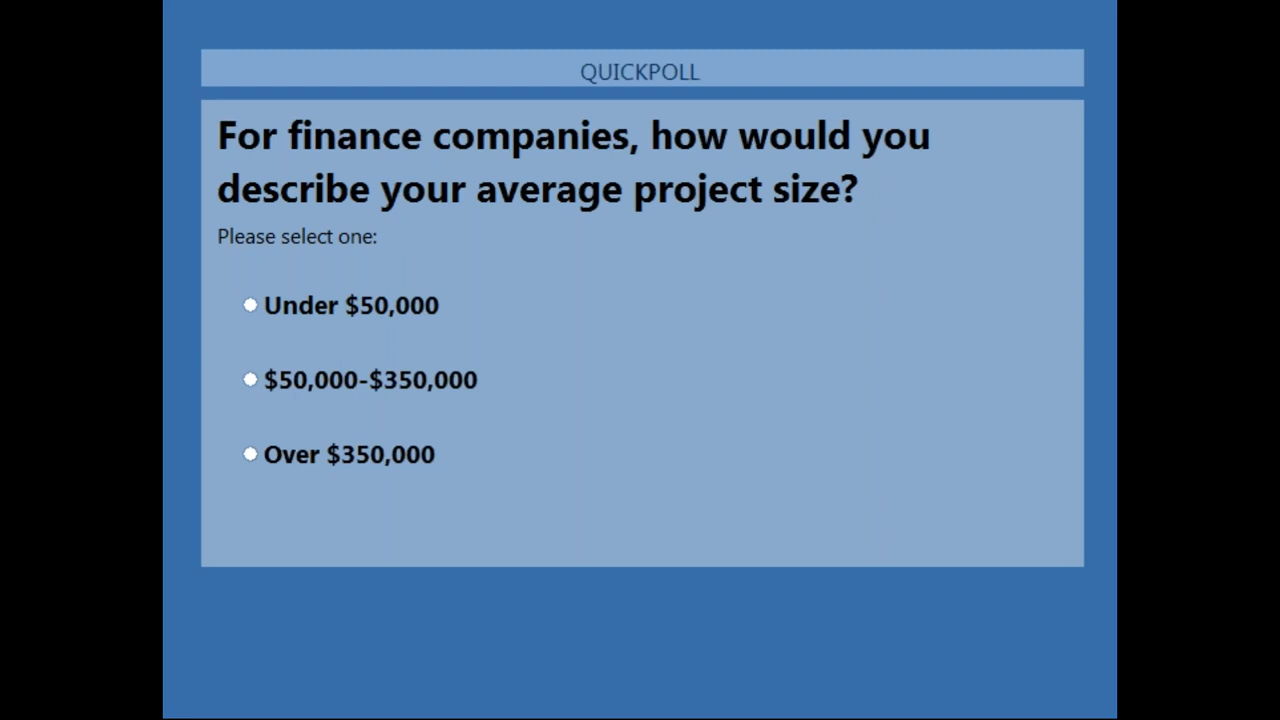 QUICKPOLL
For finance companies, how would you
describe your average project size?
Please select one:
Under $50,000
$50,000-$350,000
Over $350,000